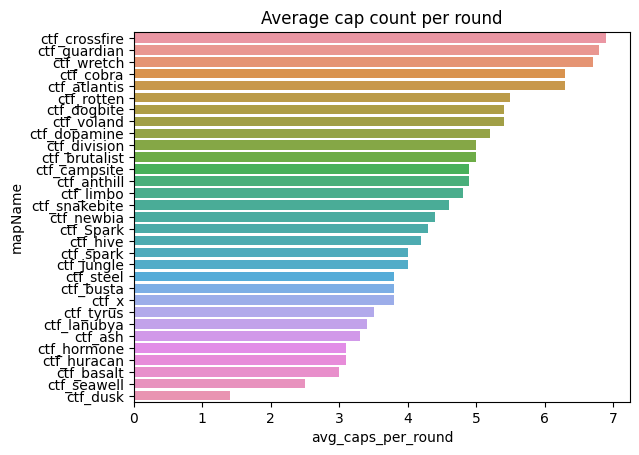 Average cap count per round
mapName
ctf_crossfire
ctf_guardian
ctf_wretch
ctf_cobra
ctf_atlantis
ctf_rotten
ctf_dogbite
ctf_voland
ctf_dopamine
ctf_division
ctf_brutalist
ctf_campsite
ctf_anthill
ctf_limbo
ctf_snakebite
ctf_newbia
ctf_Spark
ctf_hive
ctf_spark
ctf_jungle
ctf_steel
ctf_busta
ctf_x
ctf_tyrus
ctf_lanubya
ctf_ash
ctf_hormone
ctf_huracan
ctf_basalt
ctf_seawell
ctf_dusk
0 1 2 3 4 5 6 7
avg_caps_per_round